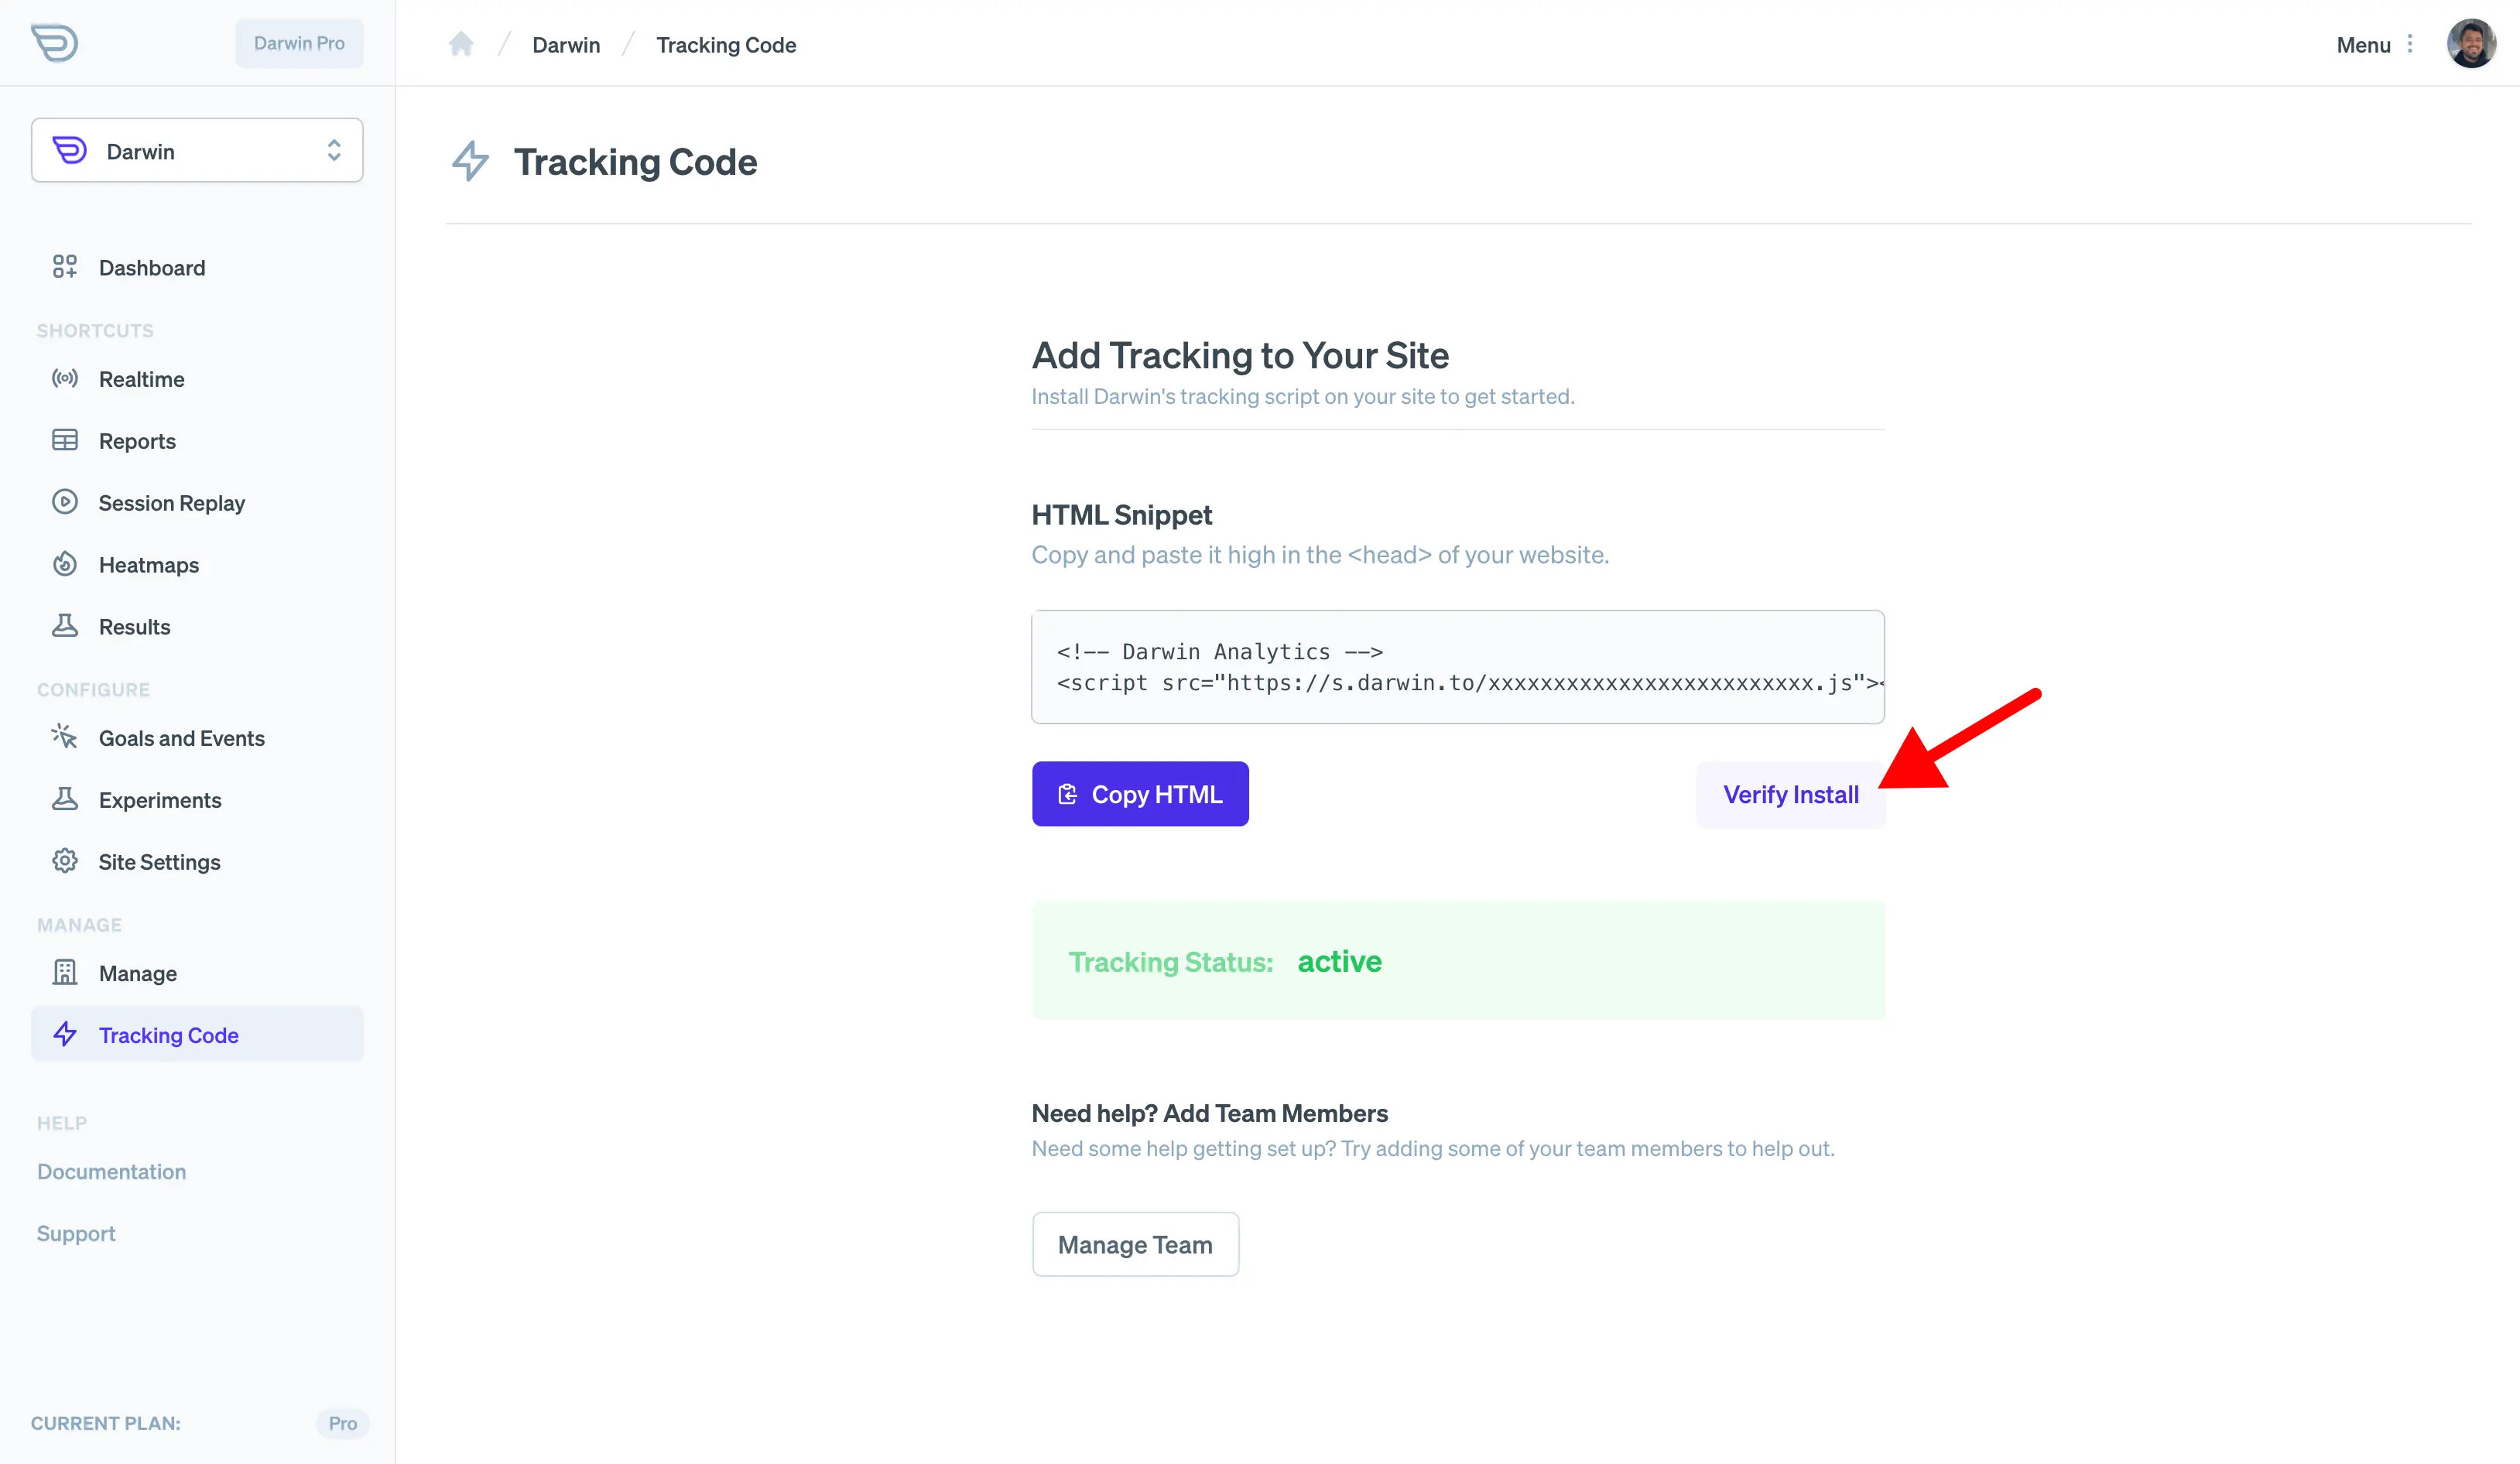 Darwin Pro
Darwin
Dashboard
SHORTCUTS
Realtime
Reports
Session Replay
Heatmaps
Results
CONFIGURE
Goals and Events
Experiments
Site Settings
MANAGE
Manage
Tracking Code
HELP
Documentation
Support
CURRENT PLAN: Pro
Darwin / Tracking Code
Menu
Tracking Code
Add Tracking to Your Site
Install Darwin's tracking script on your site to get started.
HTML Snippet
Copy and paste it high in the <head> of your website.
<!-- Darwin Analytics -->
<script src="https://s.darwin.to/xxxxxxxxxxxxxxxxxxxxxxxxx.js"><
Copy HTML
Verify Install
Tracking Status: active
Need help? Add Team Members
Need some help getting set up? Try adding some of your team members to help out.
Manage Team